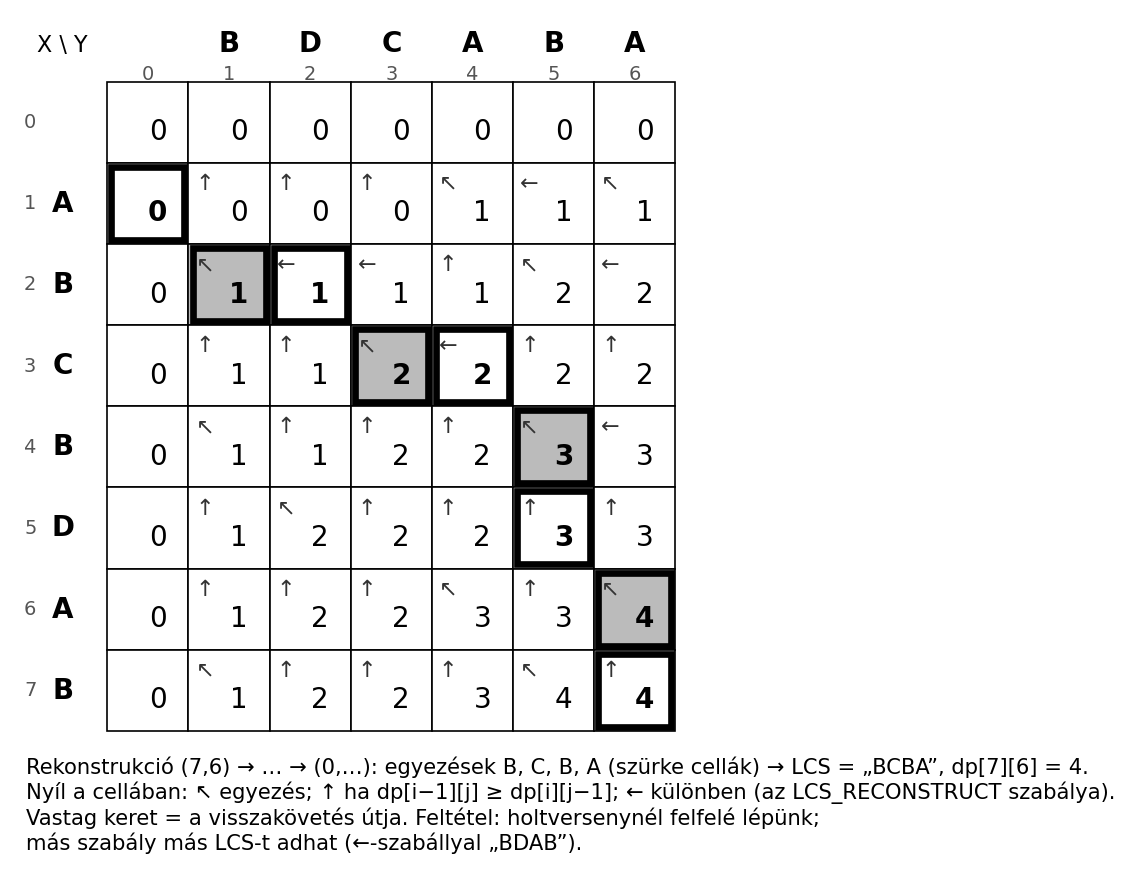 X \ Y B D C A B A
0 1 2 3 4 5 6
0 0 0 0 0 0 0 0
1 A 0 ↑ 0 ↑ 0 ↑ 0 ↖ 1 ← 1 ↖ 1
2 B 0 ↖ 1 ← 1 ← 1 ↑ 1 ↖ 2 ← 2
3 C 0 ↑ 1 ↑ 1 ↖ 2 ← 2 ↑ 2 ↑ 2
4 B 0 ↖ 1 ↑ 1 ↑ 2 ↑ 2 ↖ 3 ← 3
5 D 0 ↑ 1 ↖ 2 ↑ 2 ↑ 2 ↑ 3 ↑ 3
6 A 0 ↑ 1 ↑ 2 ↑ 2 ↖ 3 ↑ 3 ↖ 4
7 B 0 ↖ 1 ↑ 2 ↑ 2 ↑ 3 ↖ 4 ↑ 4
Rekonstrukció (7,6) → … → (0,…): egyezések B, C, B, A (szürke cellák) → LCS = „BCBA”, dp[7][6] = 4.
Nyíl a cellában: ↖ egyezés; ↑ ha dp[i−1][j] ≥ dp[i][j−1]; ← különben (az LCS_RECONSTRUCT szabálya).
Vastag keret = a visszakövetés útja. Feltétel: holtversenynél felfelé lépünk;
más szabály más LCS-t adhat (←-szabállyal „BDAB”).